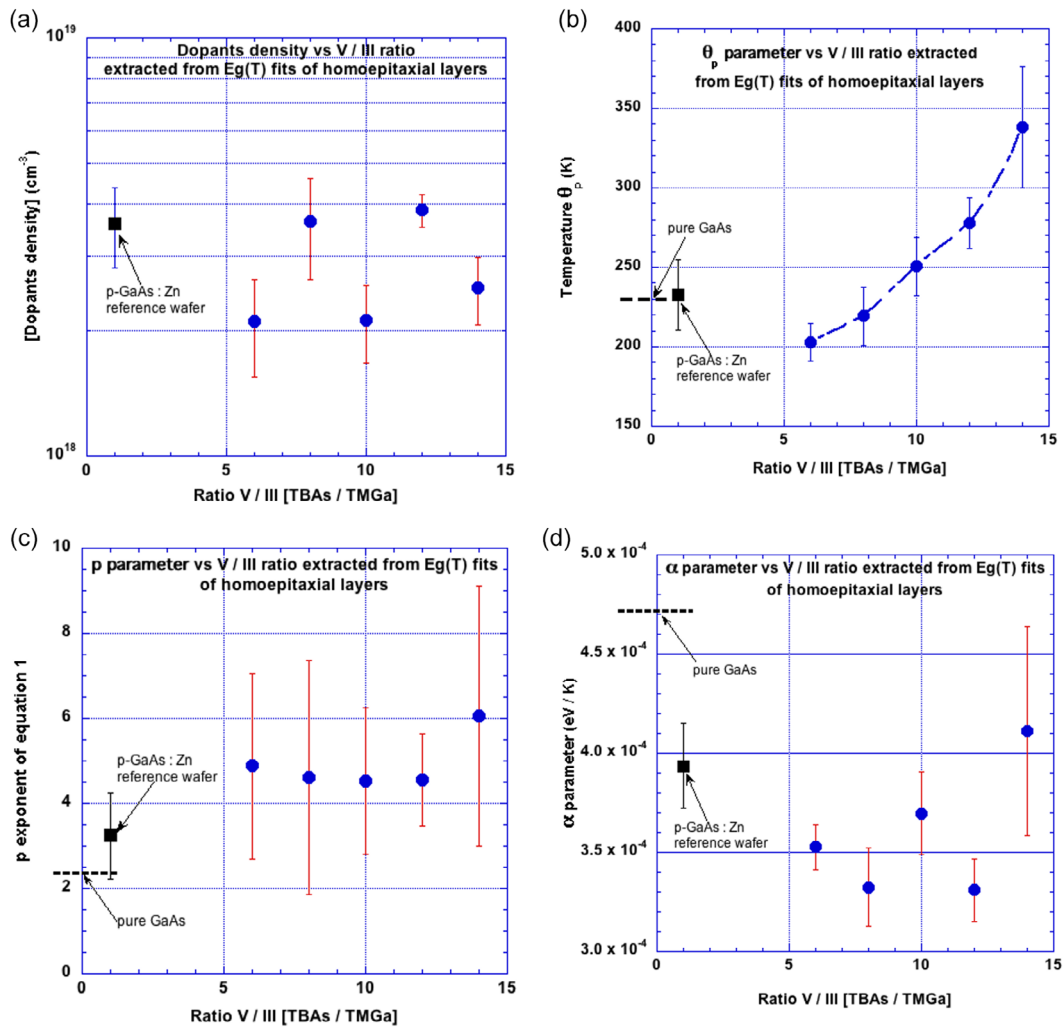 (a)
10^19
Dopants density vs V / III ratio
extracted from Eg(T) fits of homoepitaxial layers
[Dopants density] (cm^-3)
p-GaAs : Zn
reference wafer
10^18
0 5 10 15
Ratio V / III [TBAs / TMGa]
(b)
400
θp parameter vs V / III ratio extracted
from Eg(T) fits of homoepitaxial layers
350
300
250
200
150
Temperature θp (K)
pure GaAs
p-GaAs : Zn
reference wafer
0 5 10 15
Ratio V / III [TBAs / TMGa]
(c)
10
p parameter vs V / III ratio extracted from Eg(T) fits
of homoepitaxial layers
8
6
4
2
0
p exponent of equation 1
p-GaAs : Zn
reference wafer
pure GaAs
0 5 10 15
Ratio V / III [TBAs / TMGa]
(d)
5.0 x 10^-4
α parameter vs V / III ratio extracted from Eg(T) fits
of homoepitaxial layers
4.5 x 10^-4
4.0 x 10^-4
3.5 x 10^-4
3.0 x 10^-4
α parameter (eV / K)
pure GaAs
p-GaAs : Zn
reference wafer
0 5 10 15
Ratio V / III [TBAs / TMGa]